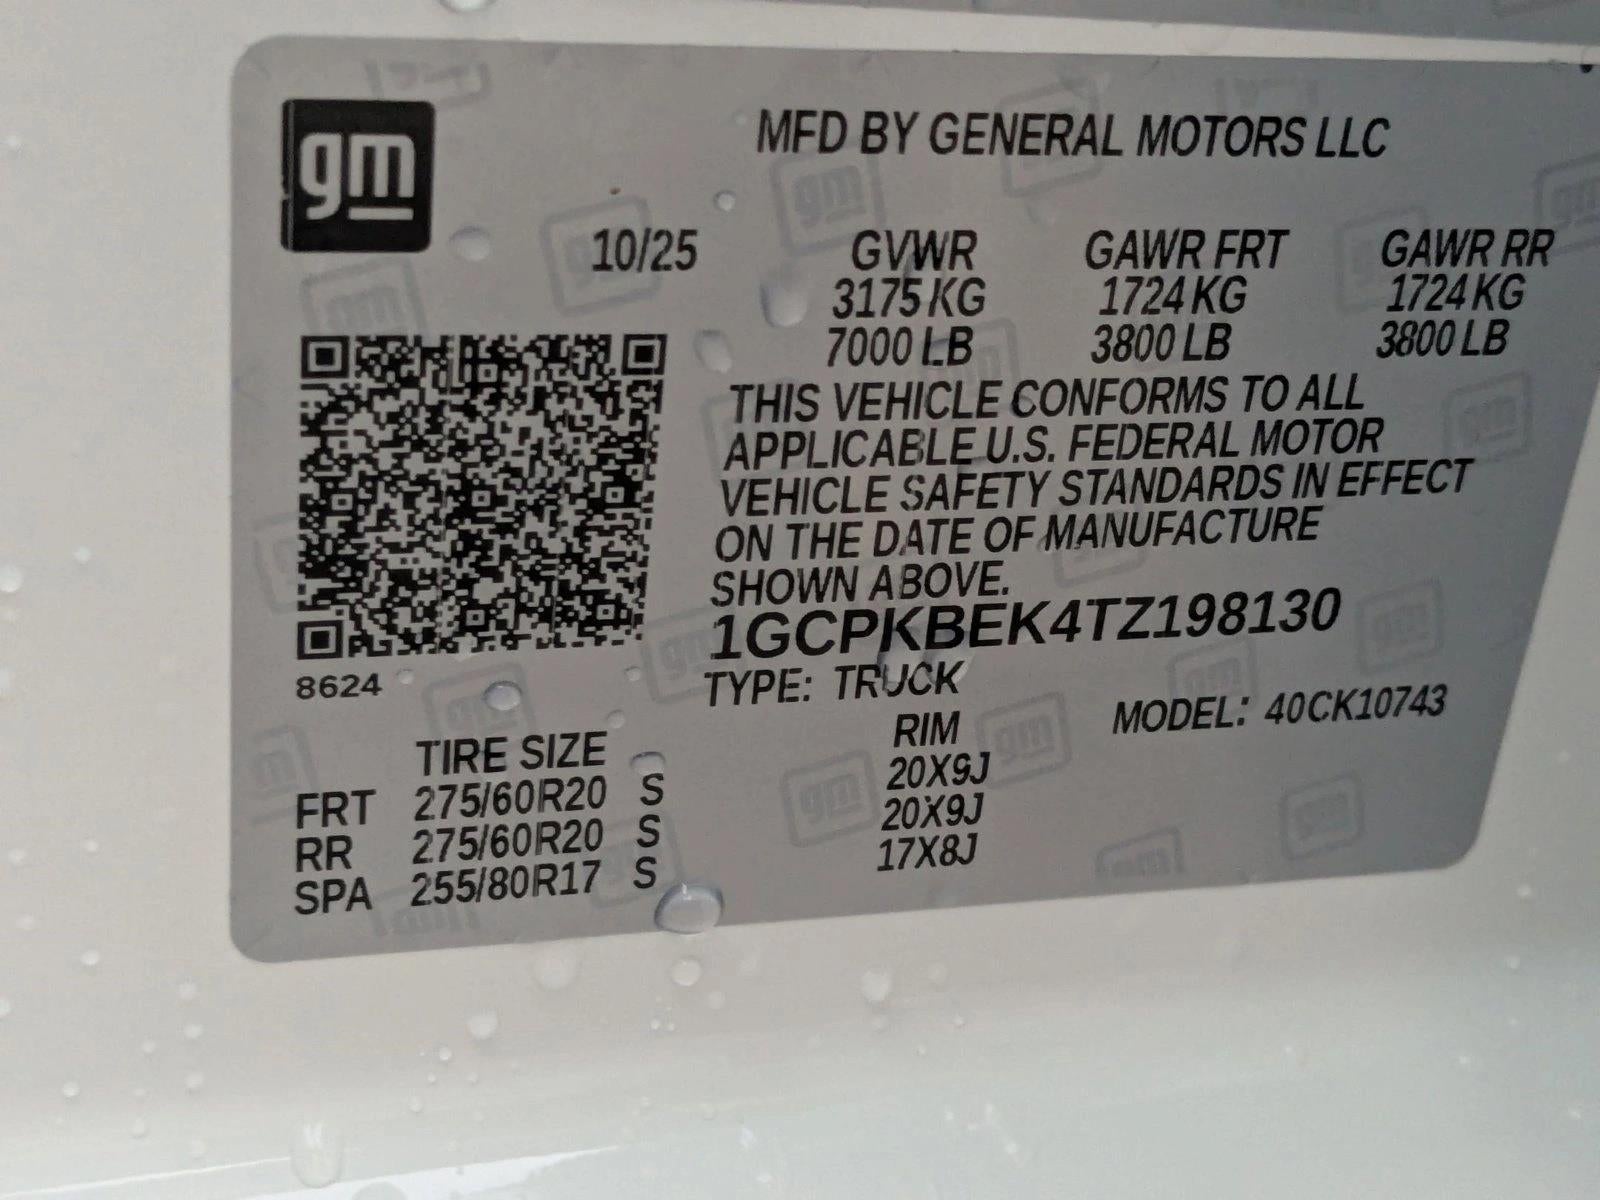 gm
MFD BY GENERAL MOTORS LLC
10/25 GVWR GAWR FRT GAWR RR
3175 KG 1724 KG 1724 KG
7000 LB 3800 LB 3800 LB
THIS VEHICLE CONFORMS TO ALL
APPLICABLE U.S. FEDERAL MOTOR
VEHICLE SAFETY STANDARDS IN EFFECT
ON THE DATE OF MANUFACTURE
SHOWN ABOVE.
1GCPKBEK4TZ198130
8624
TYPE: TRUCK MODEL: 40CK10743
TIRE SIZE RIM
FRT 275/60R20 S 20X9J
RR 275/60R20 S 20X9J
SPA 255/80R17 S 17X8J